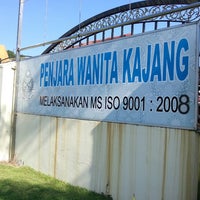 PENJARA WANITA KAJANG
MELAKSANAKAN MS ISO 9001 : 2008